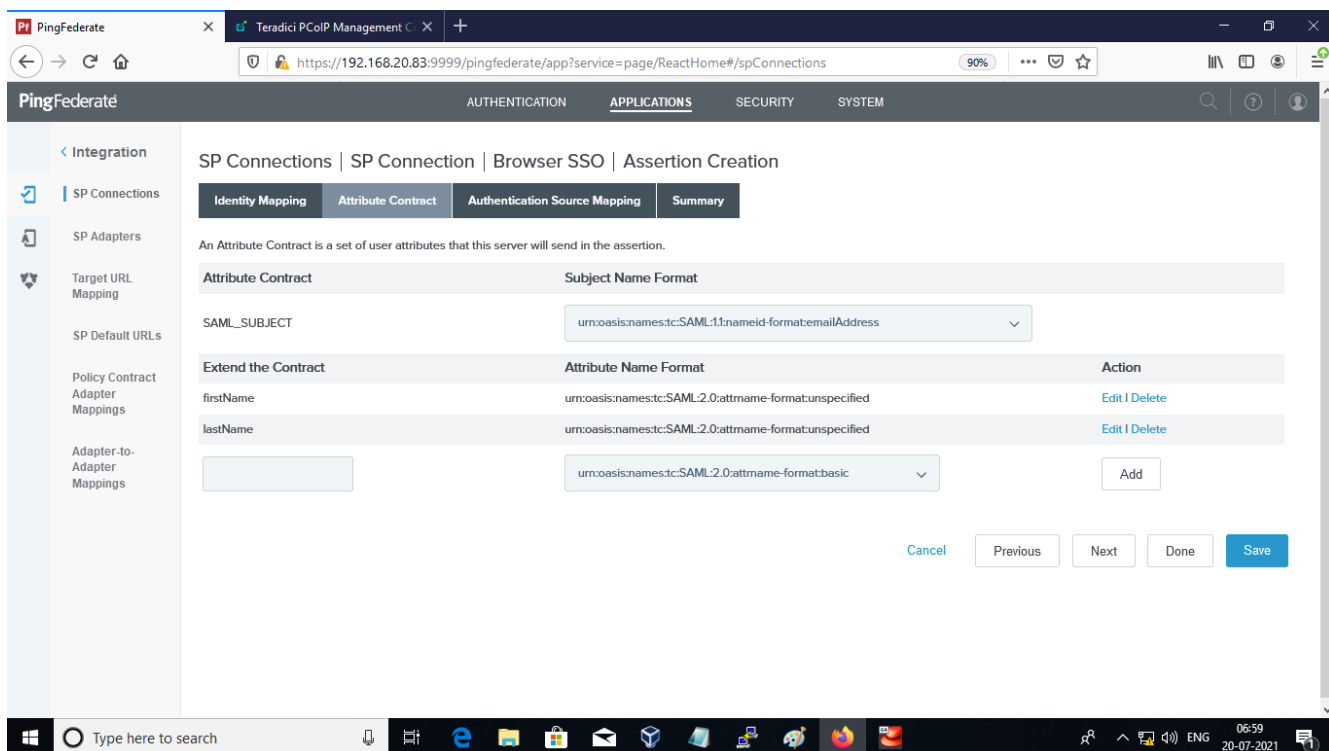 Pf PingFederate
Teradici PCoIP Management C
https://192.168.20.83:9999/pingfederate/app?service=page/ReactHome#/spConnections
90%
PingFederate
AUTHENTICATION
APPLICATIONS
SECURITY
SYSTEM
Integration
SP Connections
SP Adapters
Target URL
Mapping
SP Default URLs
Policy Contract
Adapter
Mappings
Adapter-to-
Adapter
Mappings
SP Connections | SP Connection | Browser SSO | Assertion Creation
Identity Mapping
Attribute Contract
Authentication Source Mapping
Summary
An Attribute Contract is a set of user attributes that this server will send in the assertion.
Attribute Contract Subject Name Format
SAML_SUBJECT urn:oasis:names:tc:SAML:1.1:nameid-format:emailAddress
Extend the Contract Attribute Name Format Action
firstName urn:oasis:names:tc:SAML:2.0:attrname-format:unspecified Edit | Delete
lastName urn:oasis:names:tc:SAML:2.0:attrname-format:unspecified Edit | Delete
urn:oasis:names:tc:SAML:2.0:attrname-format:basic Add
Cancel Previous Next Done Save
Type here to search
ENG
06:59
20-07-2021
1